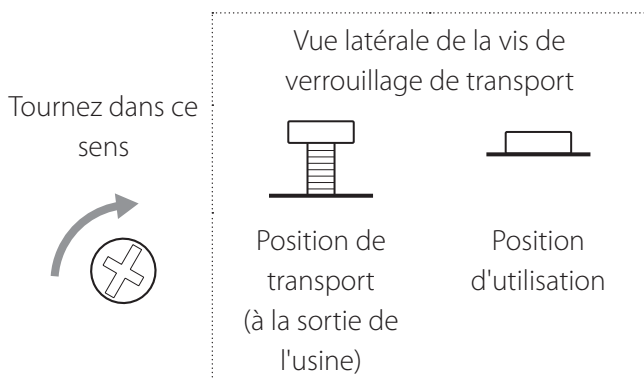 Tournez dans ce
sens
Vue latérale de la vis de
verrouillage de transport
Position de
transport
(à la sortie de
l'usine)
Position
d'utilisation